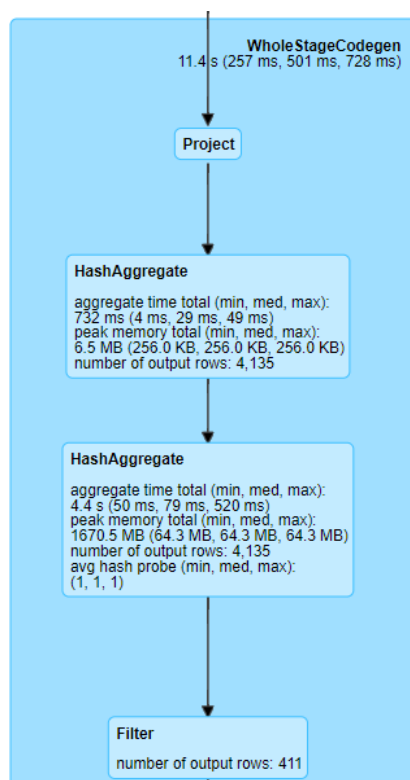 WholeStageCodegen
11.4 s (257 ms, 501 ms, 728 ms)
Project
HashAggregate
aggregate time total (min, med, max):
732 ms (4 ms, 29 ms, 49 ms)
peak memory total (min, med, max):
6.5 MB (256.0 KB, 256.0 KB, 256.0 KB)
number of output rows: 4,135
HashAggregate
aggregate time total (min, med, max):
4.4 s (50 ms, 79 ms, 520 ms)
peak memory total (min, med, max):
1670.5 MB (64.3 MB, 64.3 MB, 64.3 MB)
number of output rows: 4,135
avg hash probe (min, med, max):
(1, 1, 1)
Filter
number of output rows: 411